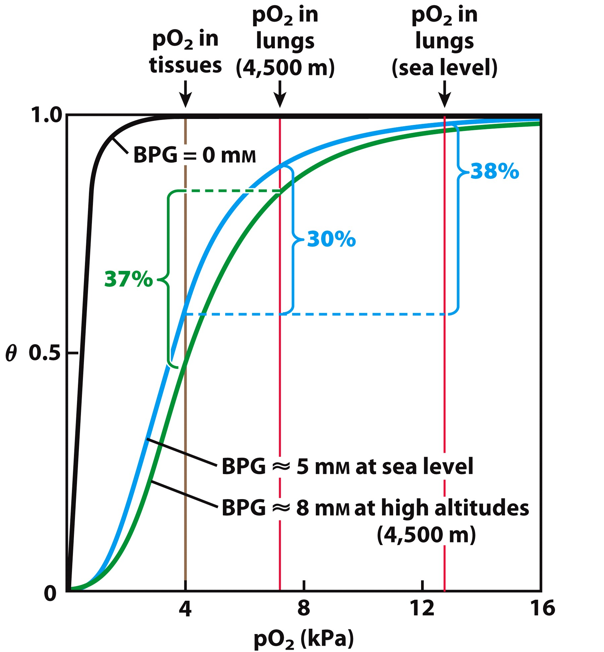 pO₂ in
tissues
pO₂ in
lungs
(4,500 m)
pO₂ in
lungs
(sea level)
1.0
BPG = 0 mM
38%
30%
37%
θ 0.5
BPG ≈ 5 mM at sea level
BPG ≈ 8 mM at high altitudes
(4,500 m)
0
4
8
12
16
pO₂ (kPa)